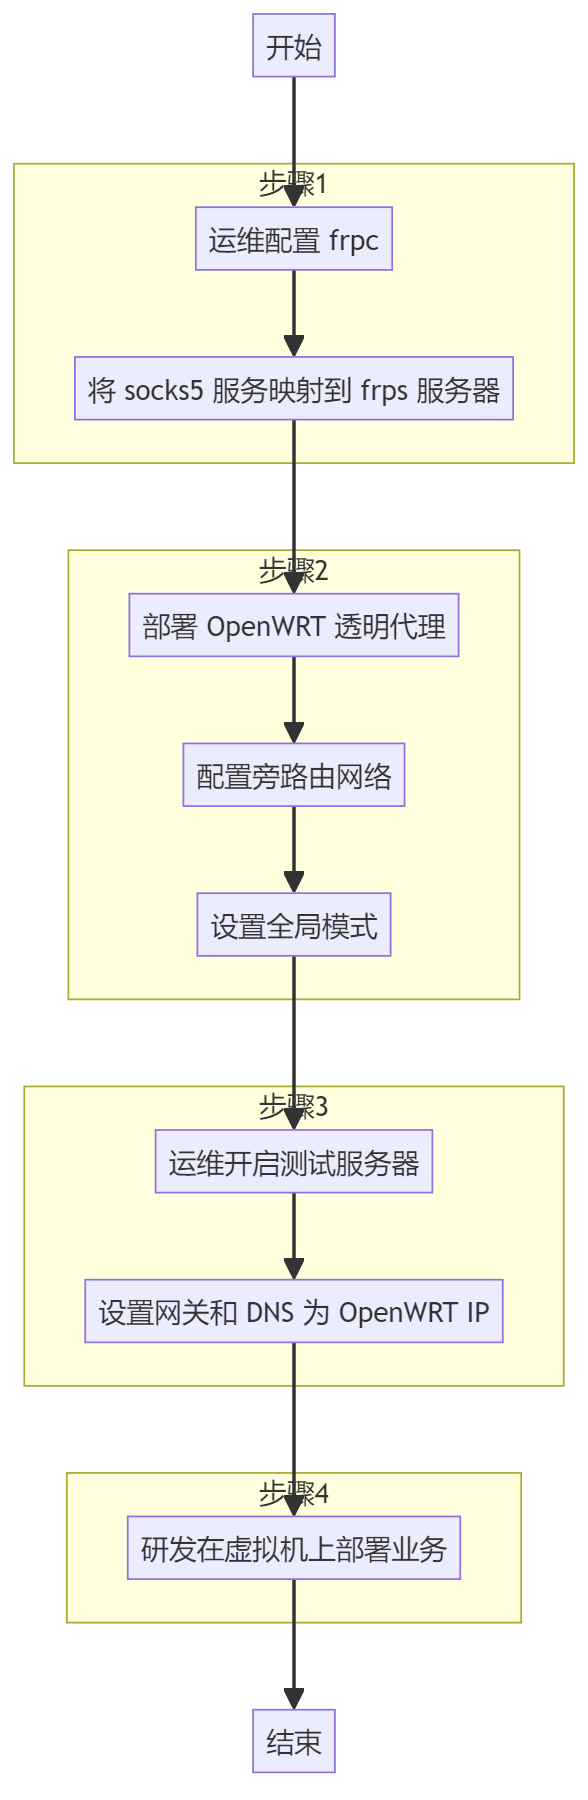 开始
步骤1
运维配置 frpc
将 socks5 服务映射到 frps 服务器
步骤2
部署 OpenWRT 透明代理
配置旁路由网络
设置全局模式
步骤3
运维开启测试服务器
设置网关和 DNS 为 OpenWRT IP
步骤4
研发在虚拟机上部署业务
结束